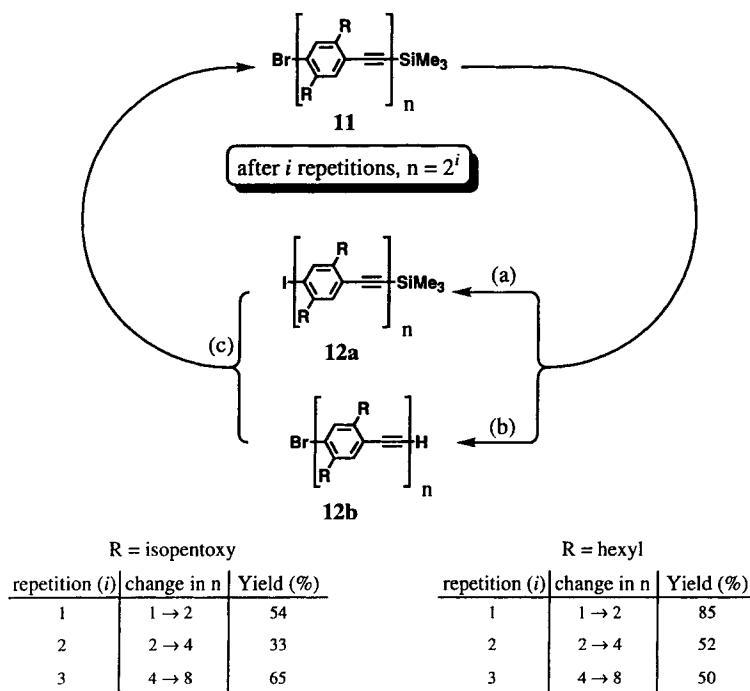 R
Br
SiMe3
R
n
11
after i repetitions, n = 2^i
R
I
SiMe3
(a)
R
n
(c)
12a
R
Br
H
(b)
R
n
12b
R = isopentoxy
repetition (i) change in n Yield (%)
1 1 → 2 54
2 2 → 4 33
3 4 → 8 65
R = hexyl
repetition (i) change in n Yield (%)
1 1 → 2 85
2 2 → 4 52
3 4 → 8 50